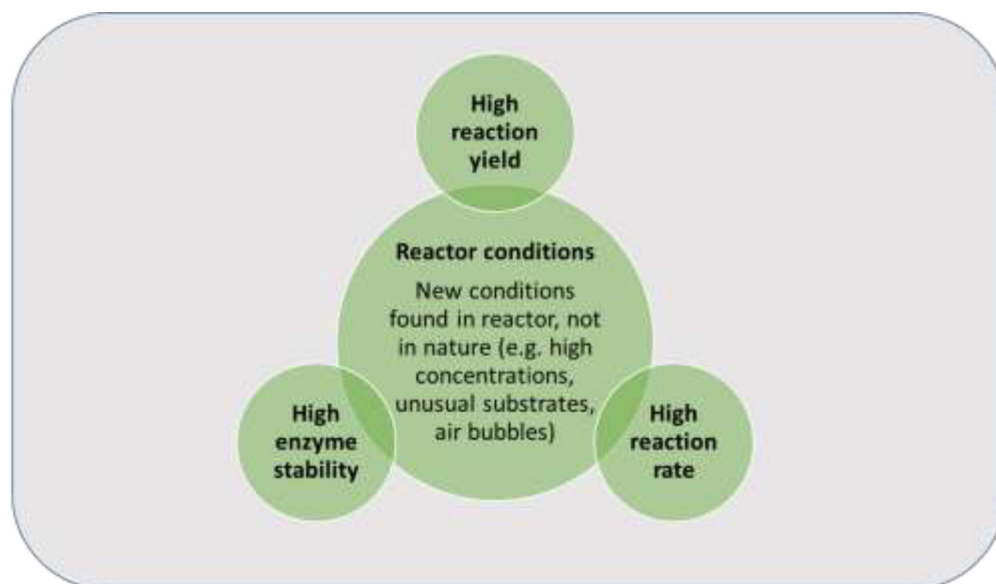 High
reaction
yield
Reactor conditions
New conditions
found in reactor, not
in nature (e.g. high
concentrations,
unusual substrates,
air bubbles)
High
enzyme
stability
High
reaction
rate